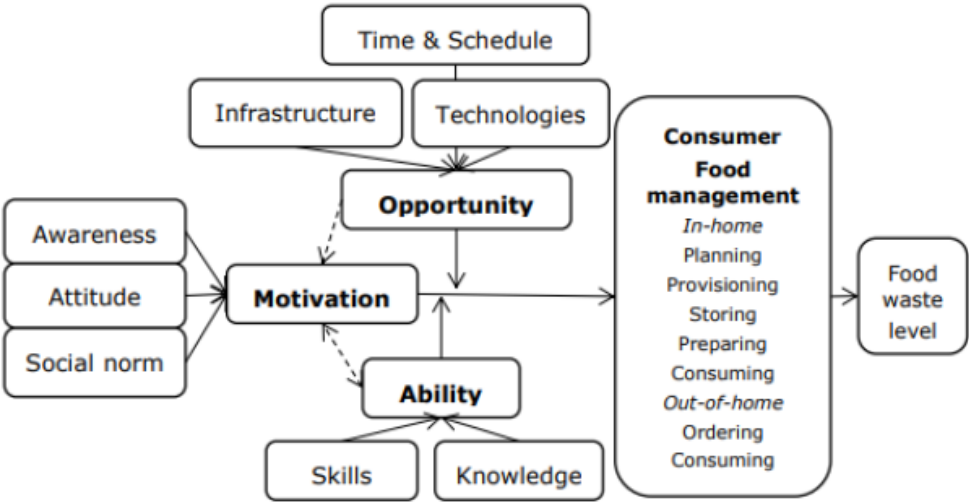 Time & Schedule
Infrastructure
Technologies
Opportunity
Awareness
Attitude
Social norm
Motivation
Ability
Skills
Knowledge
Consumer
Food
management
In-home
Planning
Provisioning
Storing
Preparing
Consuming
Out-of-home
Ordering
Consuming
Food
waste
level